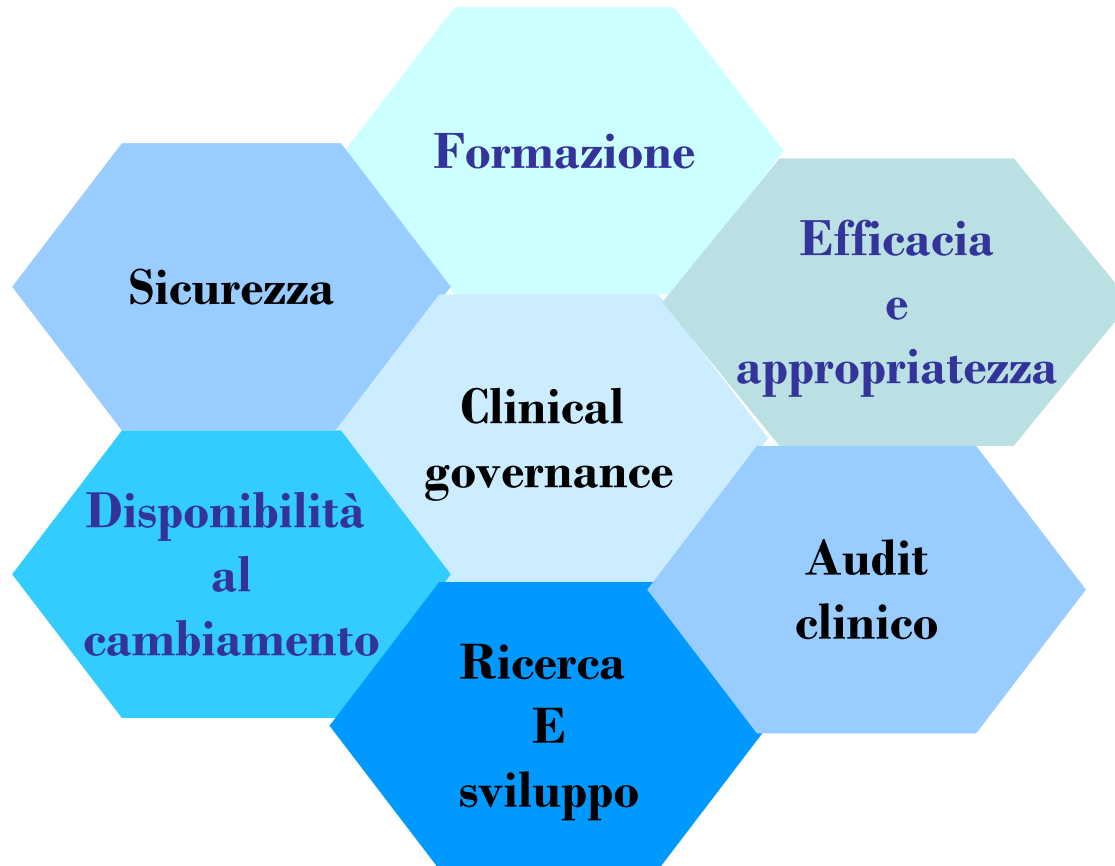 Formazione
Efficacia
e
appropriatezza
Sicurezza
Clinical
governance
Disponibilità
al
cambiamento
Audit
clinico
Ricerca
E
sviluppo